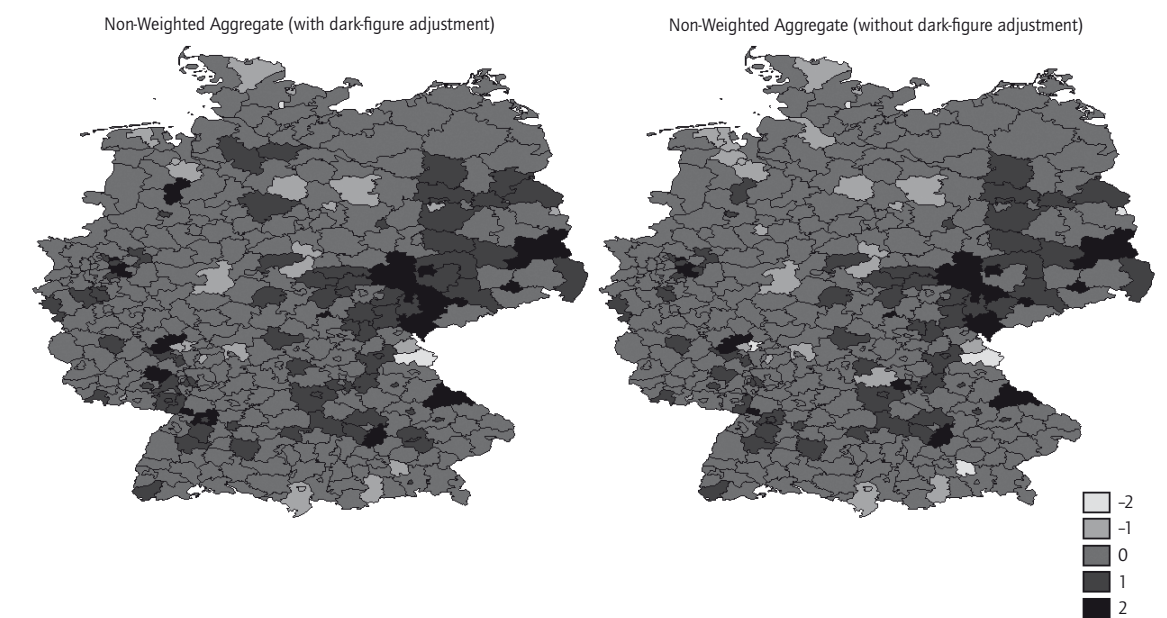 Non-Weighted Aggregate (with dark-figure adjustment)
Non-Weighted Aggregate (without dark-figure adjustment)
–2
–1
0
1
2